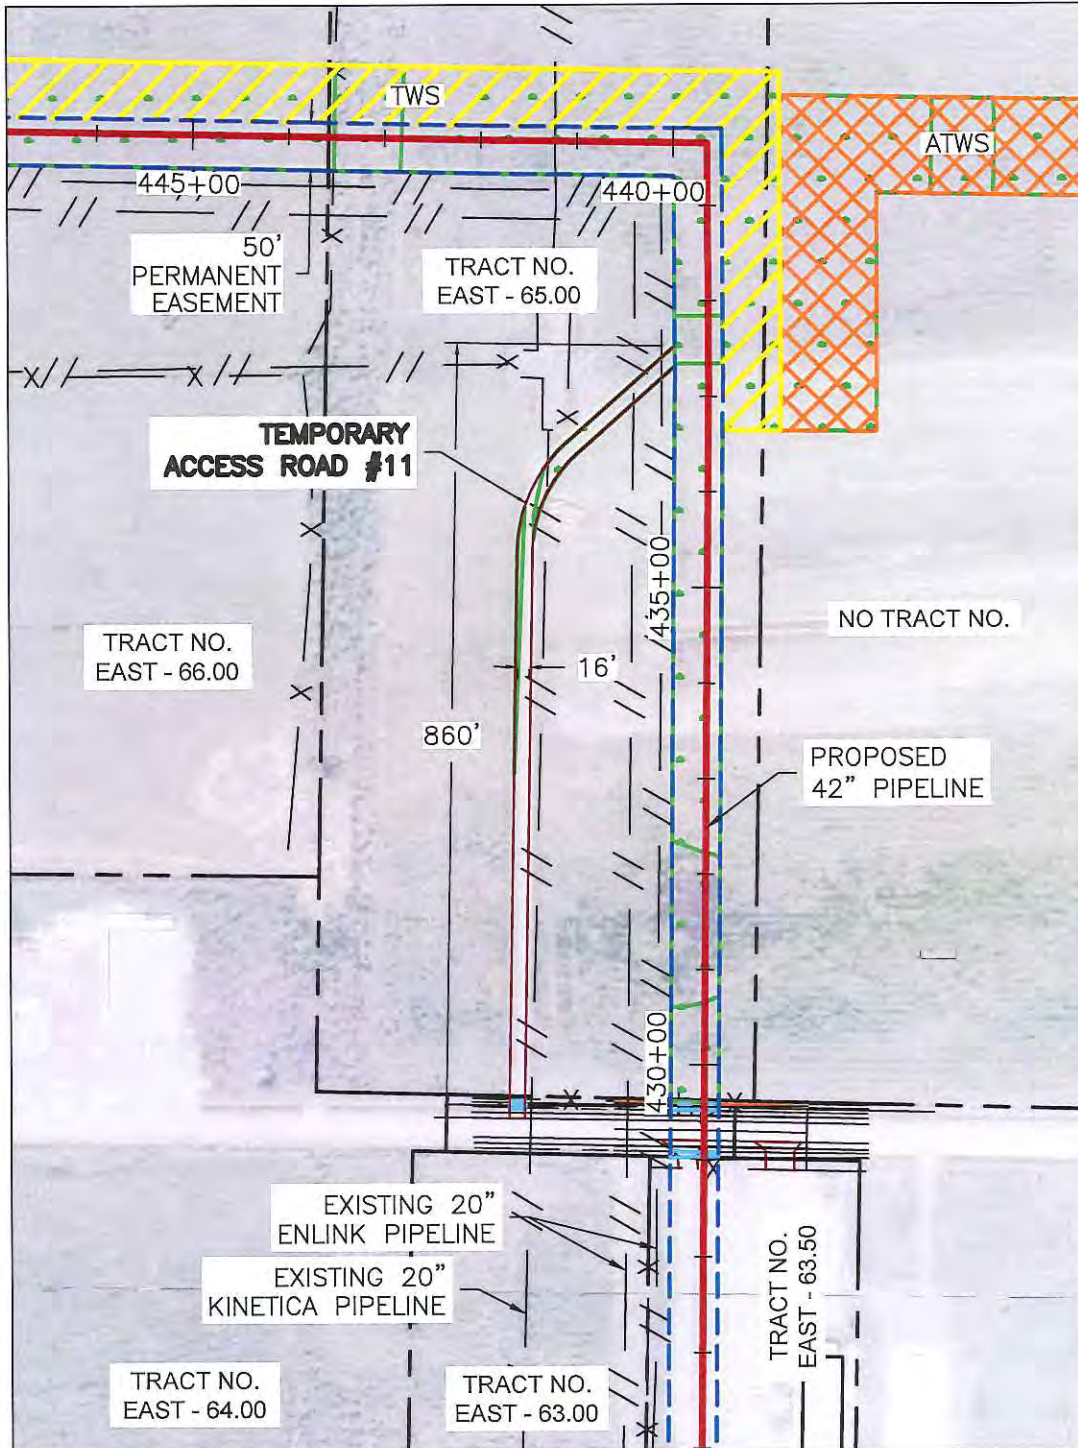 TWS
ATWS
445+00
440+00
50'
PERMANENT
EASEMENT
TRACT NO.
EAST - 65.00
TEMPORARY
ACCESS ROAD #11
435+00
NO TRACT NO.
TRACT NO.
EAST - 66.00
16'
860'
PROPOSED
42" PIPELINE
430+00
EXISTING 20"
ENLINK PIPELINE
EXISTING 20"
KINETICA PIPELINE
TRACT NO.
EAST - 63.50
TRACT NO.
EAST - 64.00
TRACT NO.
EAST - 63.00